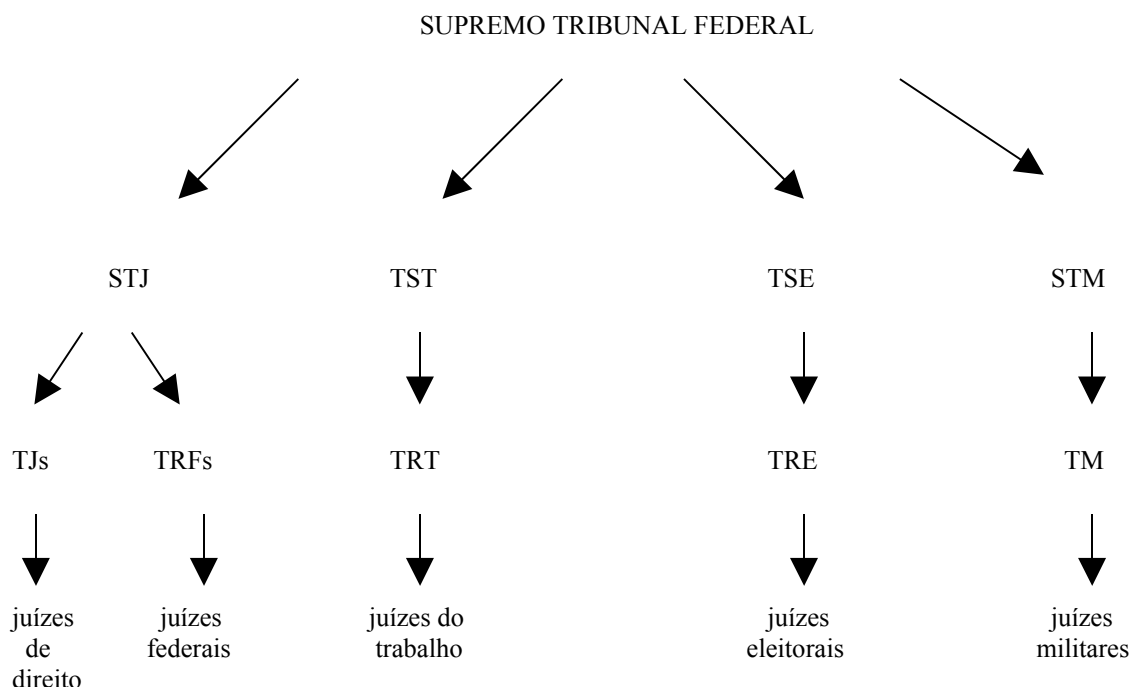 SUPREMO TRIBUNAL FEDERAL
STJ
TST
TSE
STM
TJs
TRFs
TRT
TRE
TM
juízes
de
direito
juízes
federais
juízes do
trabalho
juízes
eleitorais
juízes
militares